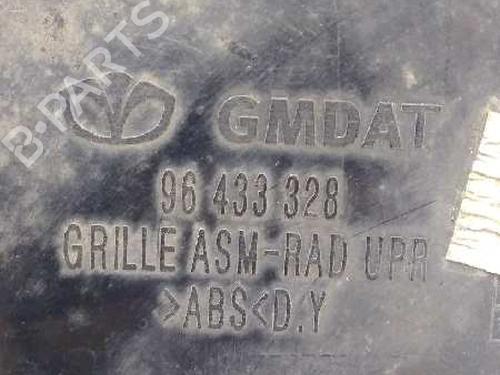 B-PARTS
GMDAT
96 433 328
GRILLE ASM-RAD. UPR
>ABS<D.Y